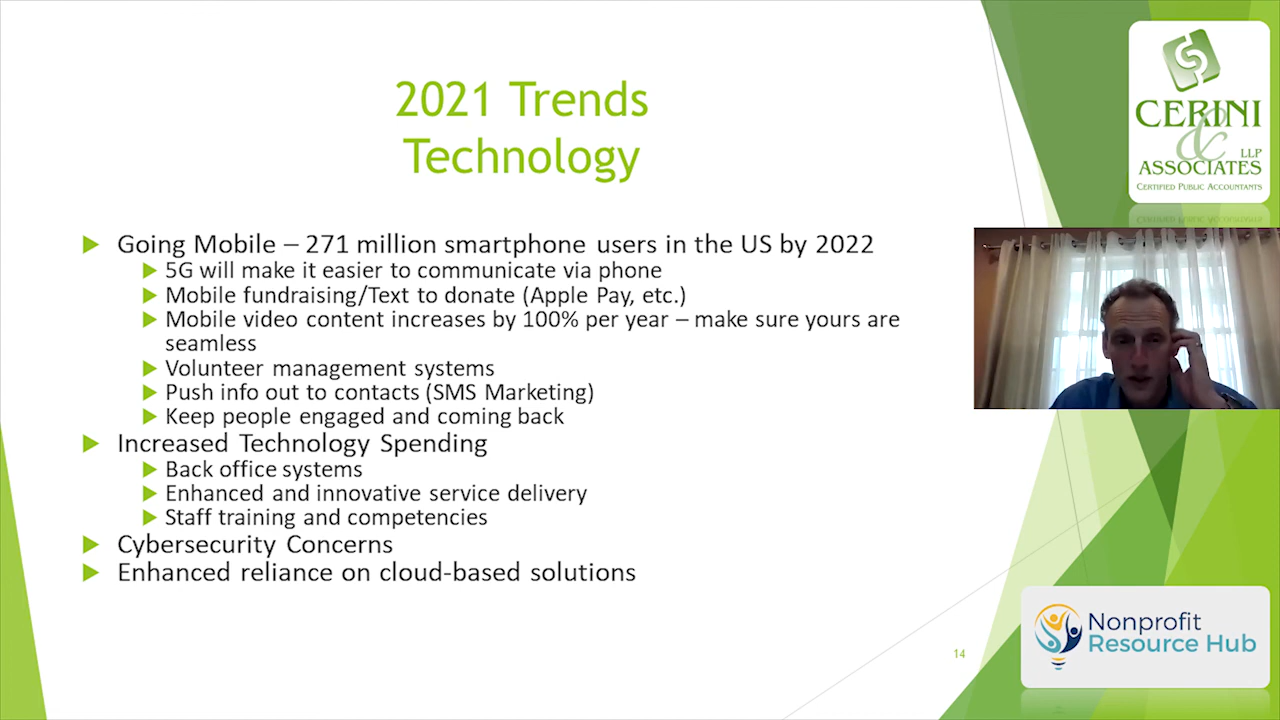 2021 Trends
Technology
Going Mobile – 271 million smartphone users in the US by 2022
5G will make it easier to communicate via phone
Mobile fundraising/Text to donate (Apple Pay, etc.)
Mobile video content increases by 100% per year – make sure yours are
seamless
Volunteer management systems
Push info out to contacts (SMS Marketing)
Keep people engaged and coming back
Increased Technology Spending
Back office systems
Enhanced and innovative service delivery
Staff training and competencies
Cybersecurity Concerns
Enhanced reliance on cloud-based solutions
14
CERINI
&
LLP
ASSOCIATES
CERTIFIED PUBLIC ACCOUNTANTS
Nonprofit
Resource Hub